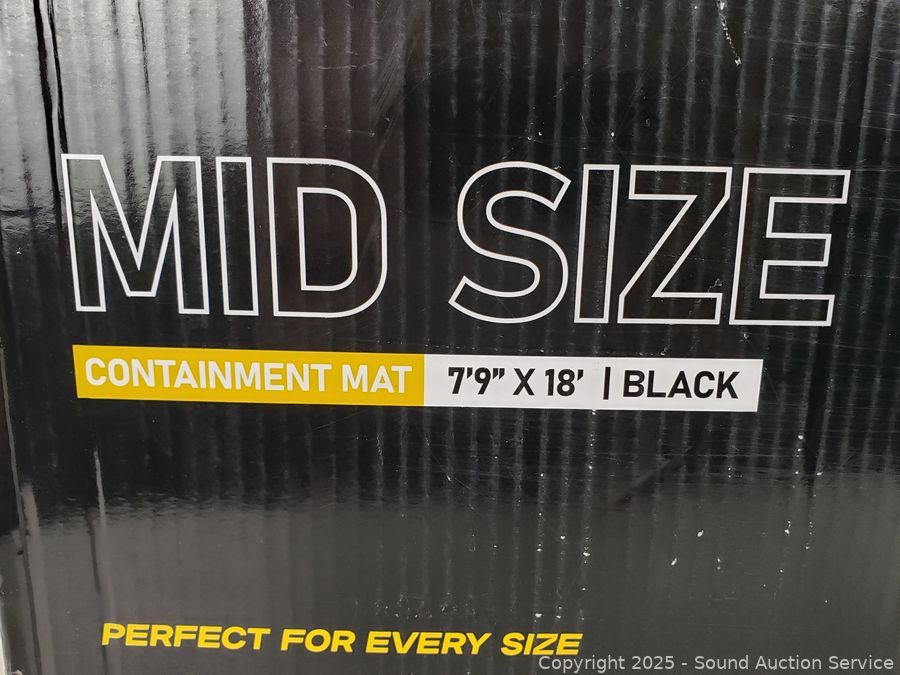 MID SIZE
CONTAINMENT MAT 7'9" X 18' | BLACK
PERFECT FOR EVERY SIZE
Copyright 2025 - Sound Auction Service